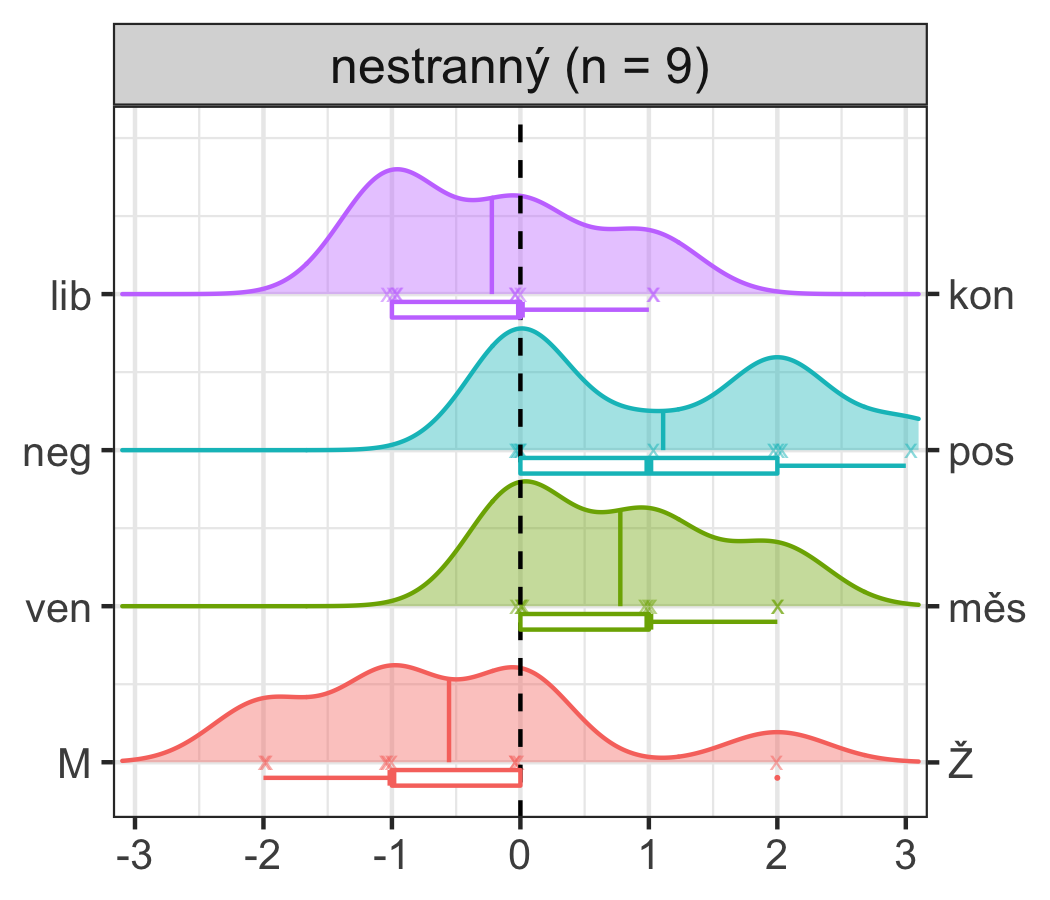 nestranný (n = 9)
lib kon
neg pos
ven měs
M Ž
-3 -2 -1 0 1 2 3